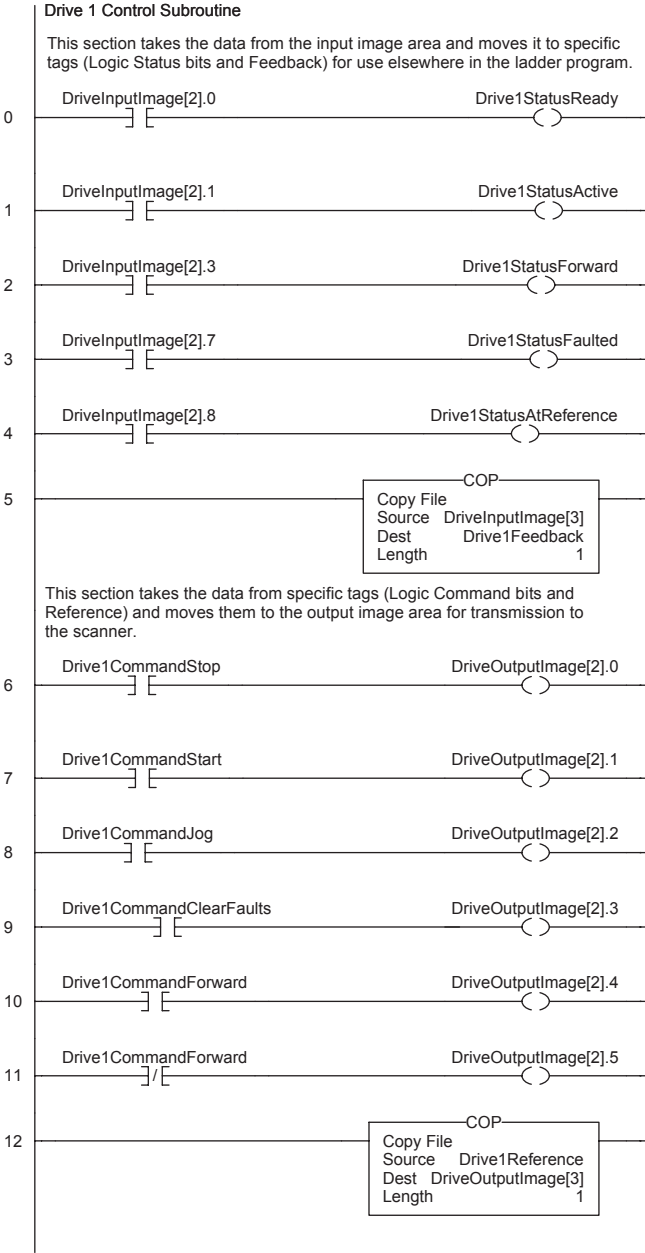 Drive 1 Control Subroutine
This section takes the data from the input image area and moves it to specific
tags (Logic Status bits and Feedback) for use elsewhere in the ladder program.
DriveInputImage[2].0 Drive1StatusReady
0
DriveInputImage[2].1 Drive1StatusActive
1
DriveInputImage[2].3 Drive1StatusForward
2
DriveInputImage[2].7 Drive1StatusFaulted
3
DriveInputImage[2].8 Drive1StatusAtReference
4
COP
5
Copy File
Source DriveInputImage[3]
Dest Drive1Feedback
Length 1
This section takes the data from specific tags (Logic Command bits and
Reference) and moves them to the output image area for transmission to
the scanner.
Drive1CommandStop DriveOutputImage[2].0
6
Drive1CommandStart DriveOutputImage[2].1
7
Drive1CommandJog DriveOutputImage[2].2
8
Drive1CommandClearFaults DriveOutputImage[2].3
9
Drive1CommandForward DriveOutputImage[2].4
10
Drive1CommandForward DriveOutputImage[2].5
11
/
COP
12
Copy File
Source Drive1Reference
Dest DriveOutputImage[3]
Length 1